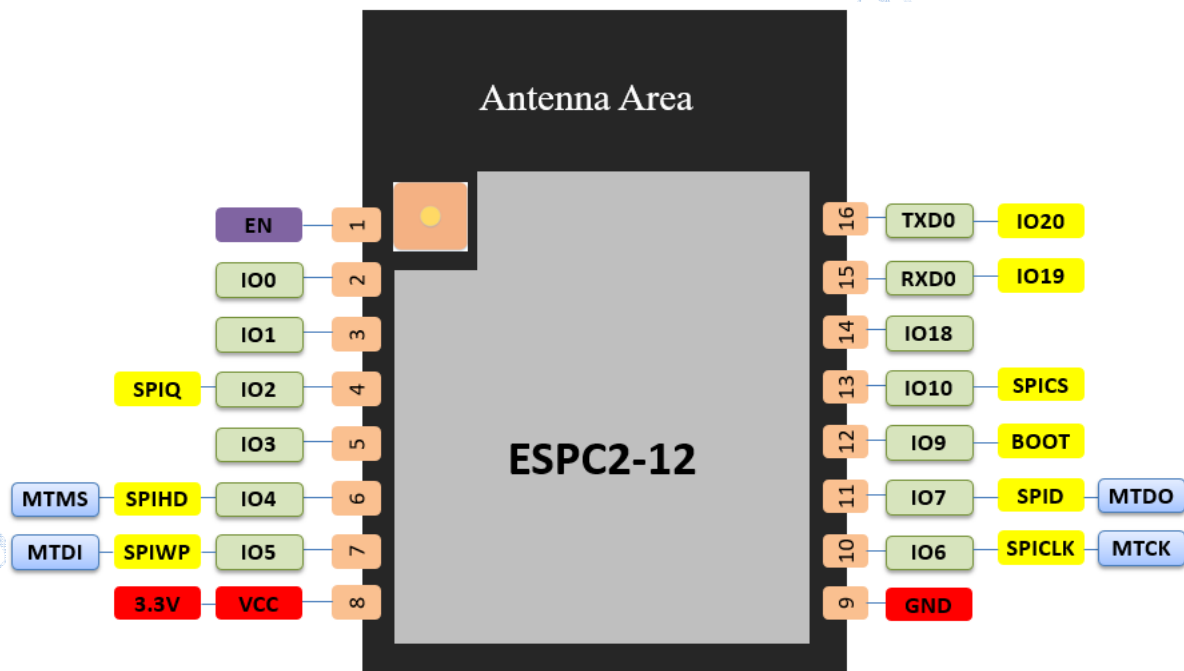 Antenna Area
EN 1 16 TXD0 IO20
IO0 2 15 RXD0 IO19
IO1 3 14 IO18
SPIQ IO2 4 13 IO10 SPICS
IO3 5 12 IO9 BOOT
ESPC2-12
MTMS SPIHD IO4 6 11 IO7 SPID MTDO
MTDI SPIWP IO5 7 10 IO6 SPICLK MTCK
3.3V VCC 8 9 GND